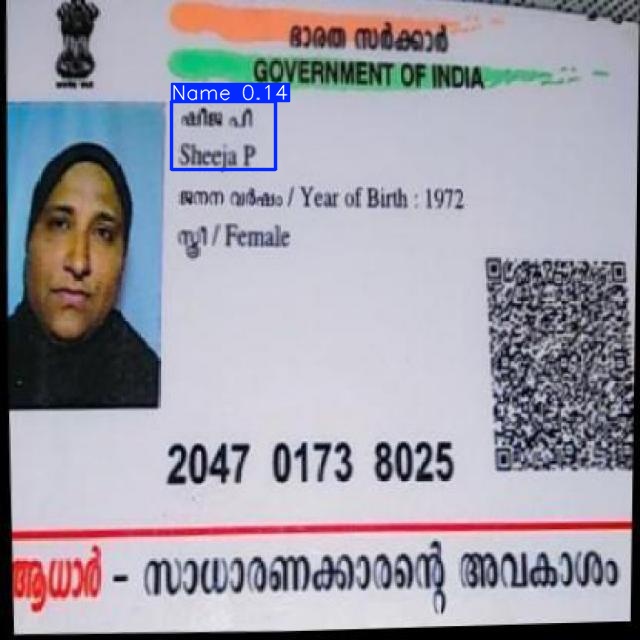 ഭാരത സർക്കാർ
GOVERNMENT OF INDIA
Name 0.14
ഷീജ പി
Sheeja P
ജനന വർഷം / Year of Birth : 1972
സ്ത്രീ / Female
2047 0173 8025
ആധാർ - സാധാരണക്കാരന്റെ അവകാശം